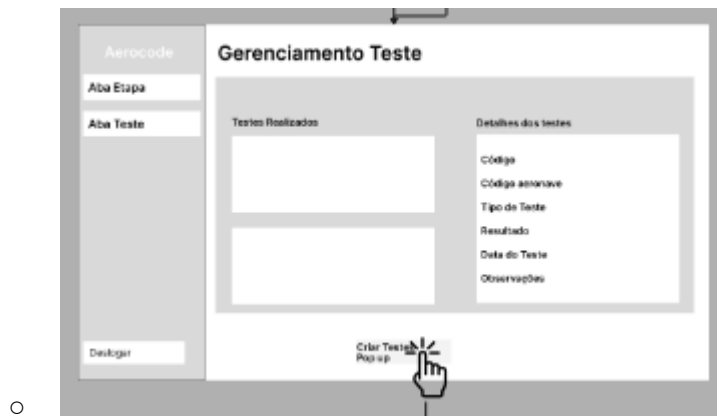 Aerocode
Gerenciamento Teste
Aba Etapa
Aba Teste
Testes Realizados
Detalhes dos testes
Código
Código aeronave
Tipo de Teste
Resultado
Data do Teste
Observações
Deslogar
Criar Testes
Pop up